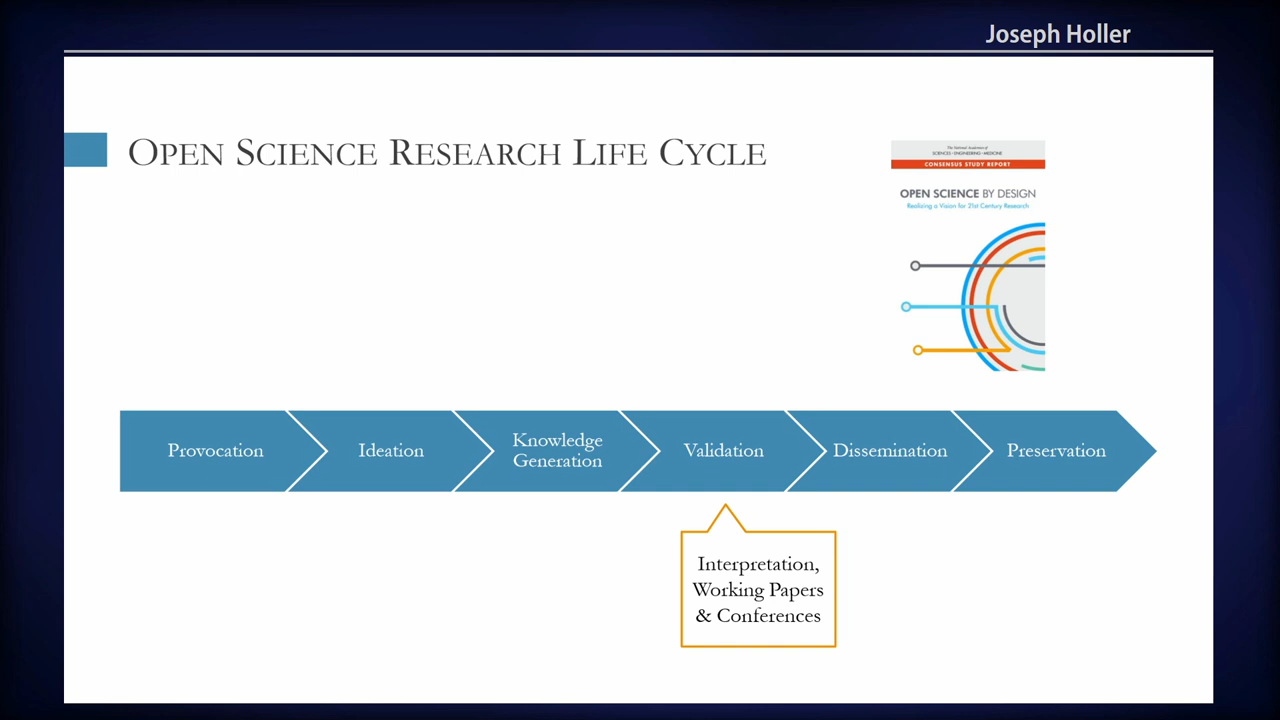 Joseph Holler
OPEN SCIENCE RESEARCH LIFE CYCLE
The National Academies of
SCIENCES • ENGINEERING • MEDICINE
CONSENSUS STUDY REPORT
OPEN SCIENCE BY DESIGN
Realizing a Vision for 21st Century Research
Provocation
Ideation
Knowledge
Generation
Validation
Dissemination
Preservation
Interpretation,
Working Papers
& Conferences